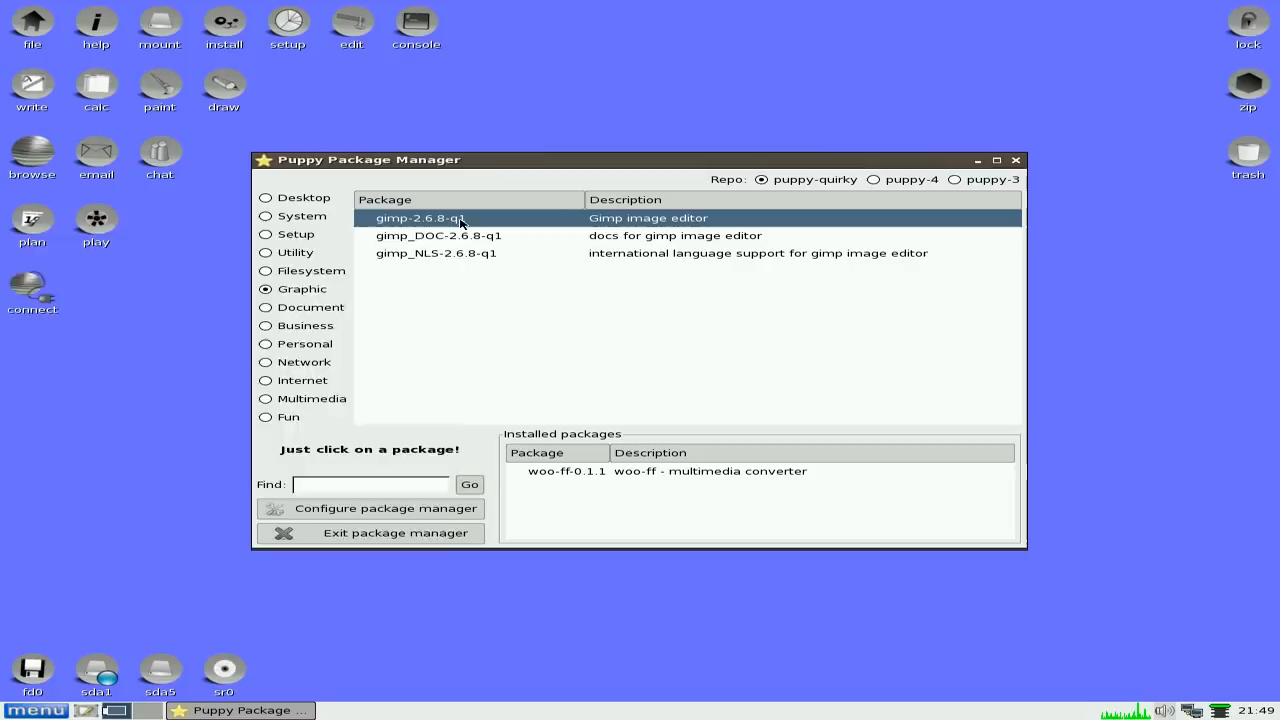 file help mount install setup edit console lock
write calc paint draw zip
browse email chat trash
plan play
connect
Puppy Package Manager
Repo: puppy-quirky puppy-4 puppy-3
Desktop
System
Setup
Utility
Filesystem
Graphic
Document
Business
Personal
Network
Internet
Multimedia
Fun
Package Description
gimp-2.6.8-q1 Gimp image editor
gimp_DOC-2.6.8-q1 docs for gimp image editor
gimp_NLS-2.6.8-q1 international language support for gimp image editor
Just click on a package!
Find: Go
Configure package manager
Exit package manager
Installed packages
Package Description
woo-ff-0.1.1 woo-ff - multimedia converter
fd0 sda1 sda5 sr0
menu Puppy Package ... 21:49